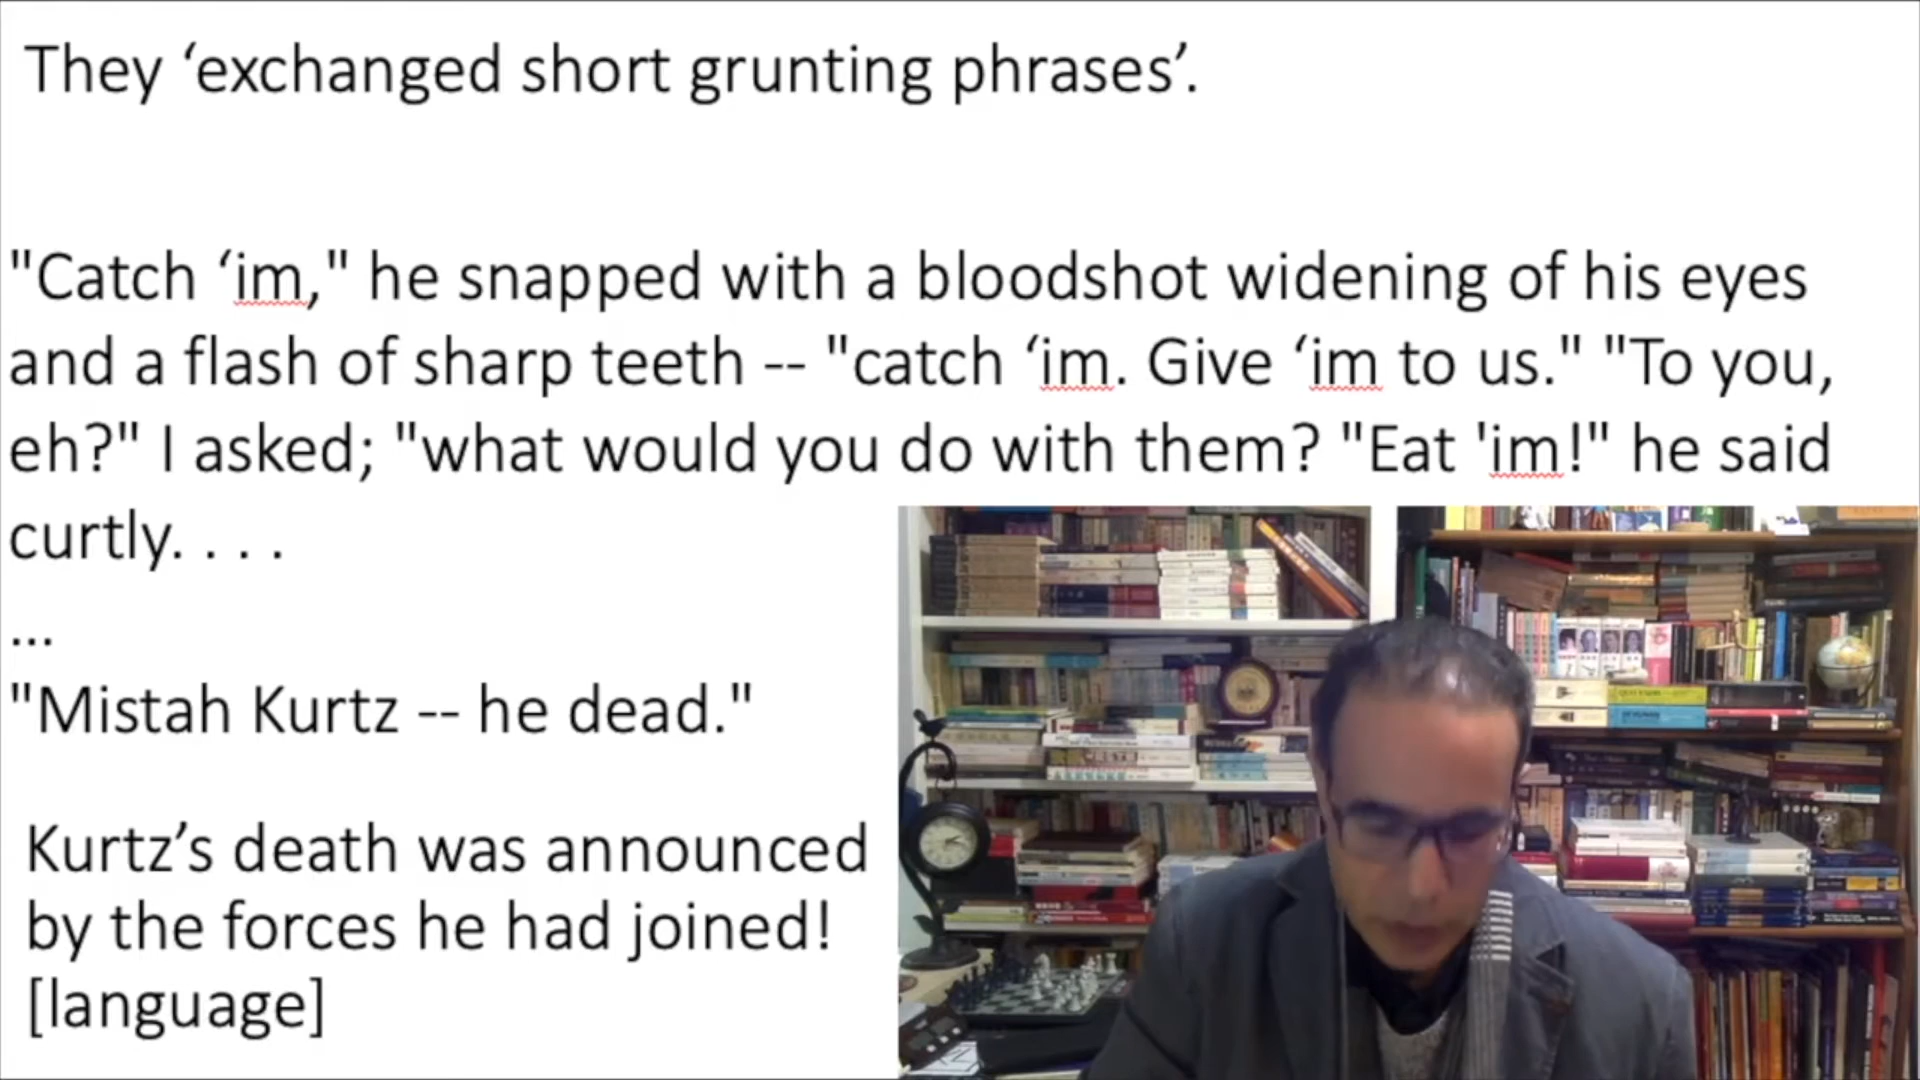 They ‘exchanged short grunting phrases’.
"Catch ‘im," he snapped with a bloodshot widening of his eyes
and a flash of sharp teeth -- "catch ‘im. Give ‘im to us." "To you,
eh?" I asked; "what would you do with them? "Eat 'im!" he said
curtly. . . .
...
"Mistah Kurtz -- he dead."
Kurtz’s death was announced
by the forces he had joined!
[language]